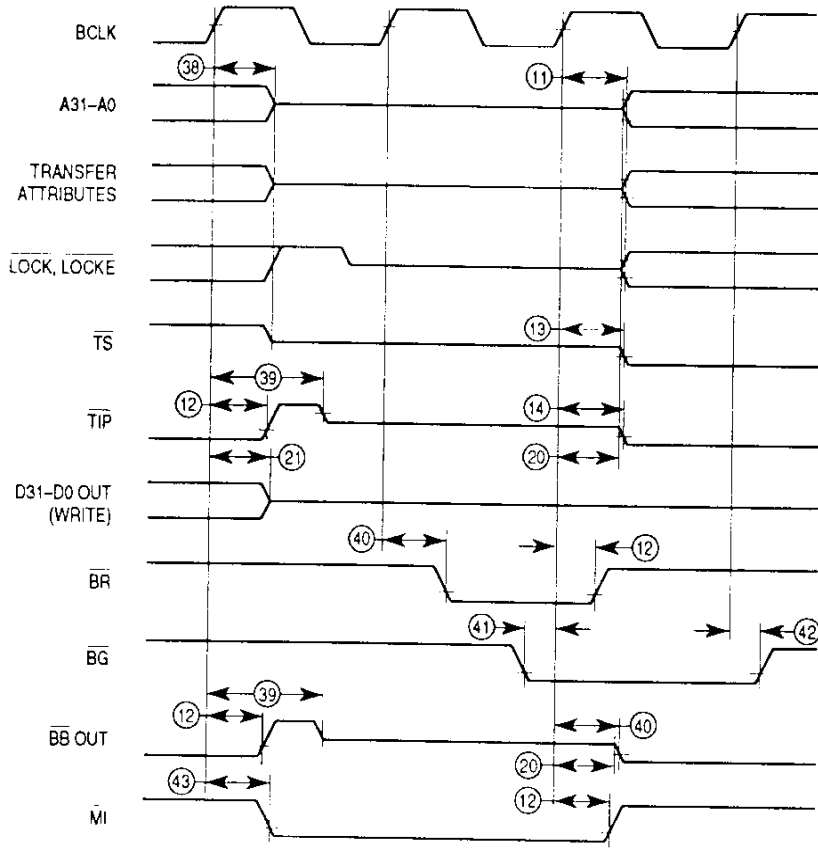 BCLK
38
11
A31–A0
TRANSFER
ATTRIBUTES
LOCK, LOCKE
13
TS
39
12
14
TIP
21
20
D31–D0 OUT
(WRITE)
40
12
BR
41
42
BG
39
12
40
BB OUT
20
43
12
MI